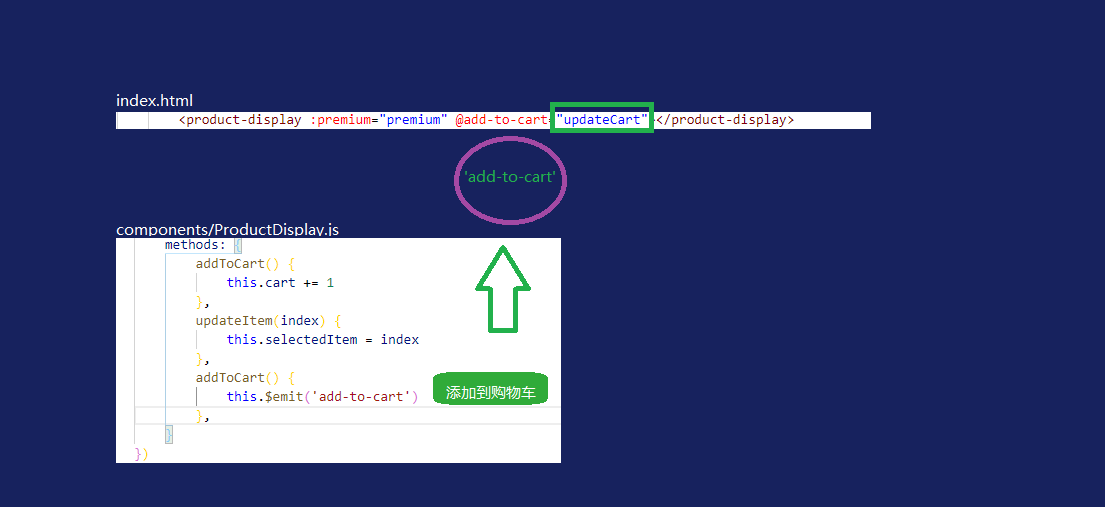 index.html
<product-display :premium="premium" @add-to-cart="updateCart"></product-display>
'add-to-cart'
components/ProductDisplay.js
methods: {
addToCart() {
this.cart += 1
},
updateItem(index) {
this.selectedItem = index
},
addToCart() {
this.$emit('add-to-cart')
添加到购物车
},
}
})